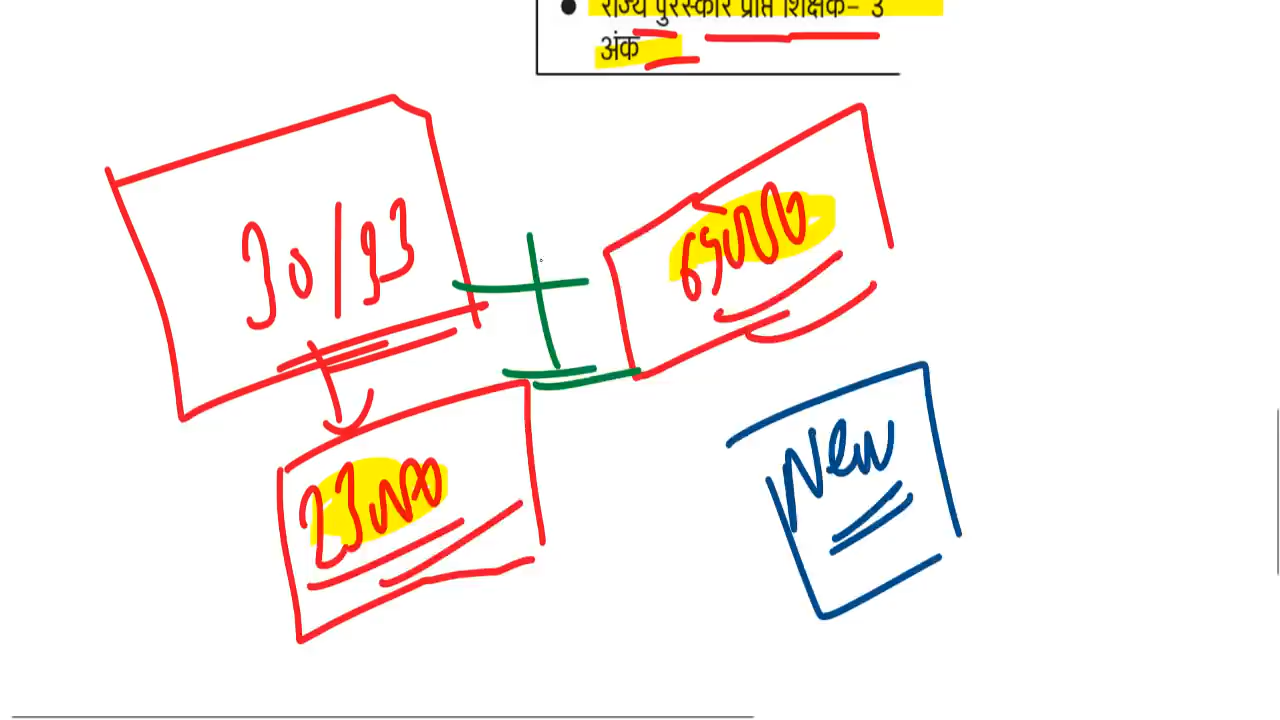 राज्य पुरस्कार प्राप्त शिक्षक- 3
अंक
30/93
65000
23000
New